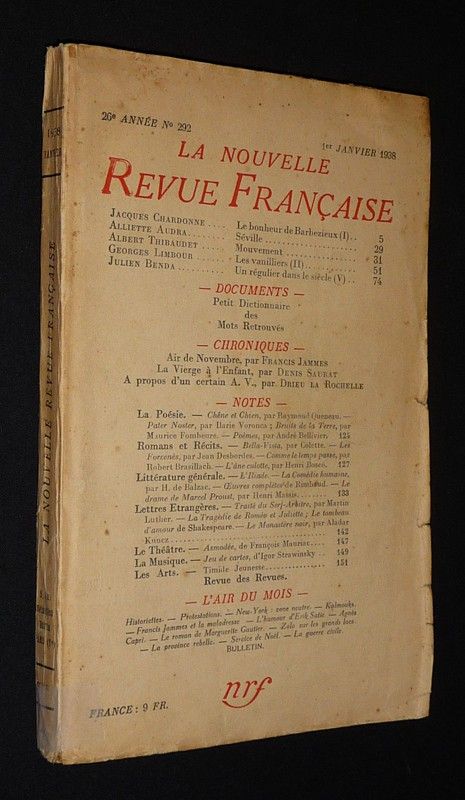 26e ANNÉE No 292
1er JANVIER 1938
LA NOUVELLE
REVUE FRANÇAISE
JACQUES CHARDONNE .... Le bonheur de Barbezieux (I).. 5
ALLIETTE AUDRA......... Séville .................... 29
ALBERT THIBAUDET ...... Mouvement.................. 31
GEORGES LIMBOUR ....... Les vanilliers (II)........... 51
JULIEN BENDA........... Un régulier dans le siècle (V) .. 74
— DOCUMENTS —
Petit Dictionnaire
des
Mots Retrouvés
— CHRONIQUES —
Air de Novembre, par FRANCIS JAMMES
La Vierge à l'Enfant, par DENIS SAURAT
A propos d'un certain A. V., par DRIEU LA ROCHELLE
— NOTES —
La Poésie. — Chêne et Chien, par Raymond Queneau. —
Pater Noster, par Ilarie Voronca ; Bruits de la Terre, par
Maurice Fombeure. — Poèmes, par André Bellivier. 125
Romans et Récits. — Bella-Vista, par Colette. — Les
Forcenés, par Jean Desbordes. — Comme le temps passe, par
Robert Brasillach. — L'âne culotte, par Henri Bosco. 127
Littérature générale. — L'Iliade. — La Comédie humaine,
par H. de Balzac. — Œuvres complètes de Rimbaud. — Le
drame de Marcel Proust, par Henri Massis........ 133
Lettres Etrangères. — Traité du Serf-Arbitre, par Martin
Luther. — La Tragédie de Roméo et Juliette ; Le tombeau
d'amour de Shakespeare. — Le Monastère noir, par Aladar
Kuncz .................... 142
Le Théâtre. — Asmodée, de François Mauriac.... 147
La Musique. — Jeu de cartes, d'Igor Strawinsky .. 149
Les Arts. — Timide Jeunesse................ 151
Revue des Revues.
— L'AIR DU MOIS —
Historiettes. — Protestations. — New-York : zone neutre. — Kalmouks.
— Francis Jammes et la maladresse — L'humour d'Erik Satie — Agnès
Capri. — Le roman de Marguerite Gautier. — Zola sur les grands lacs
— La province rebelle. — Service de Noël. — La guerre civile.
BULLETIN.
nrf
FRANCE : 9 FR.
1938
JANVIER
LA NOUVELLE REVUE FRANÇAISE